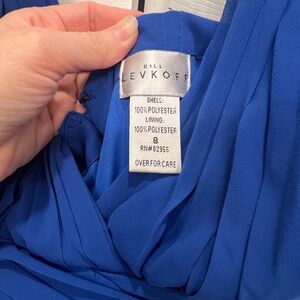 BILL
LEVKOFF
SHELL:
100% POLYESTER
LINING:
100% POLYESTER
8
RN#82955
OVER FOR CARE